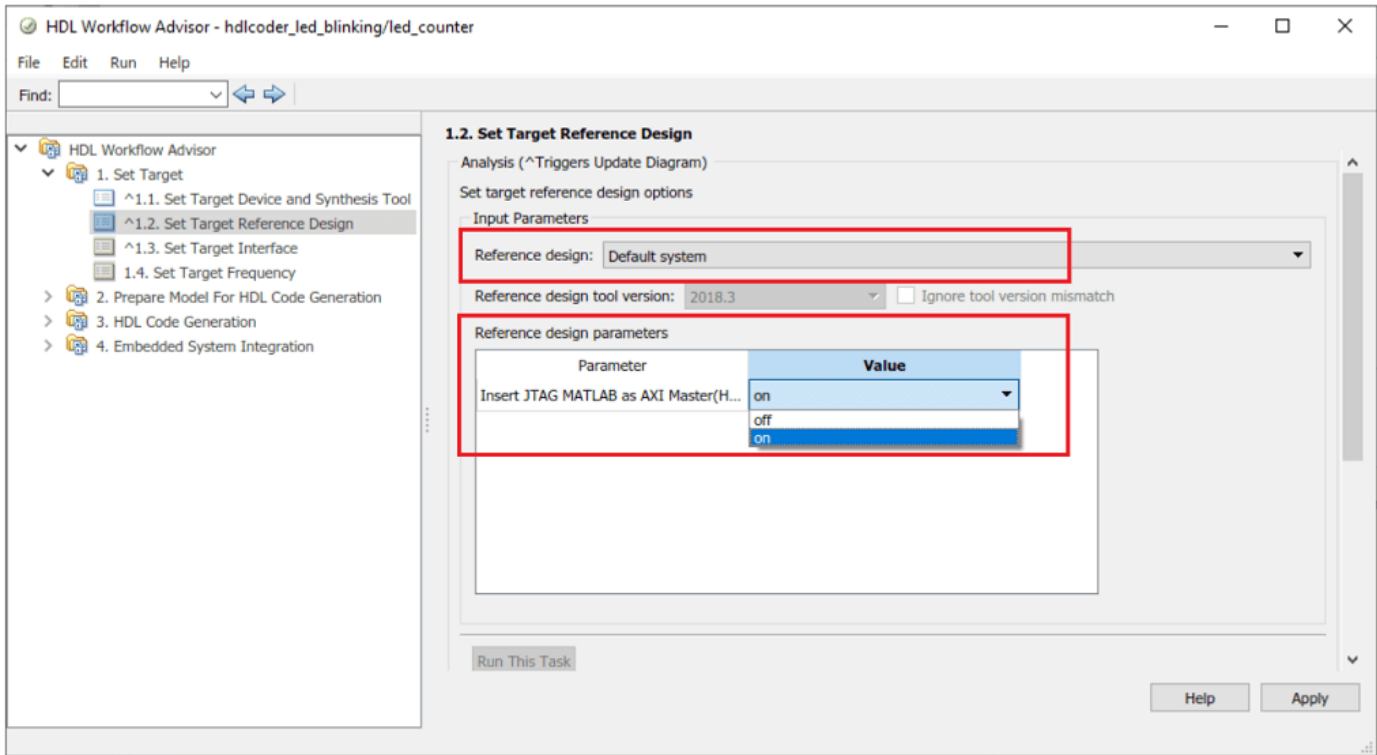 HDL Workflow Advisor - hdlcoder_led_blinking/led_counter
File Edit Run Help
Find:
HDL Workflow Advisor
1. Set Target
^1.1. Set Target Device and Synthesis Tool
^1.2. Set Target Reference Design
^1.3. Set Target Interface
1.4. Set Target Frequency
2. Prepare Model For HDL Code Generation
3. HDL Code Generation
4. Embedded System Integration
1.2. Set Target Reference Design
Analysis (^Triggers Update Diagram)
Set target reference design options
Input Parameters
Reference design: Default system
Reference design tool version: 2018.3 Ignore tool version mismatch
Reference design parameters
Parameter Value
Insert JTAG MATLAB as AXI Master(H... on
off
on
Run This Task
Help Apply